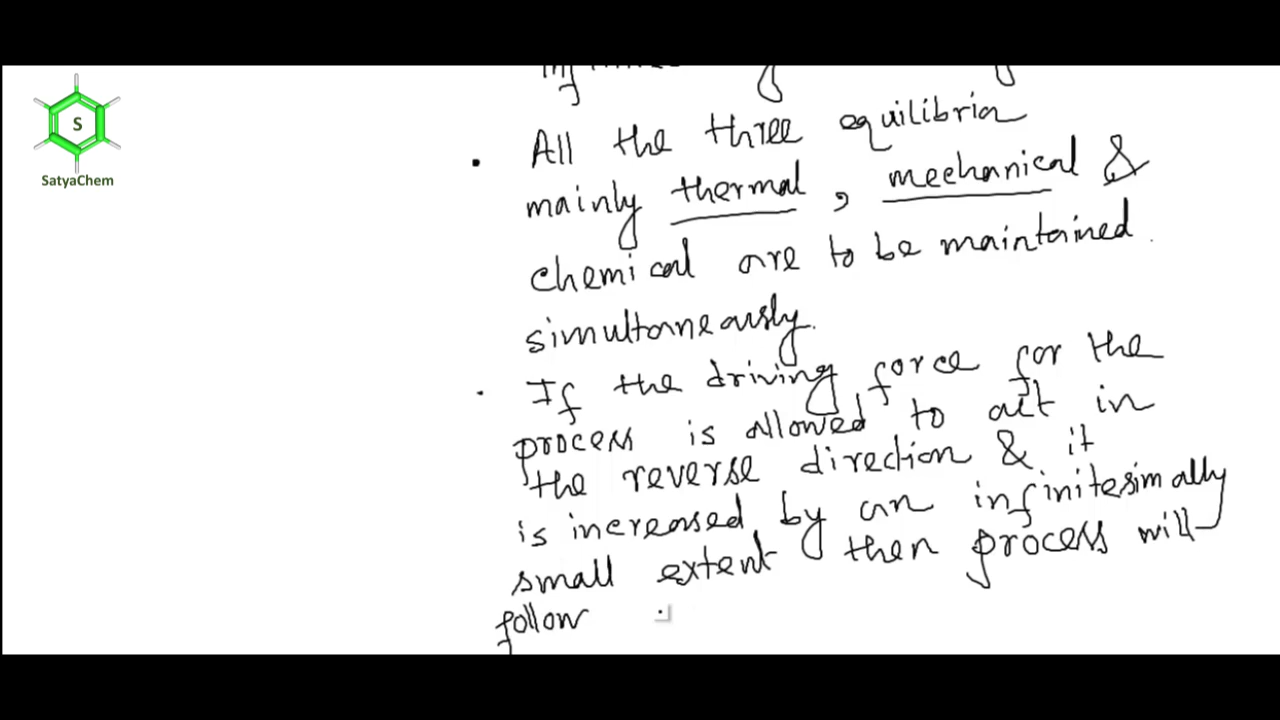 S
SatyaChem
• All the three equilibria
mainly thermal, mechanical &
chemical are to be maintained.
simultaneously.
• If the driving force for the
process is allowed to act in
the reverse direction & it
is increased by an infinitesimally
small extent then process will
follow